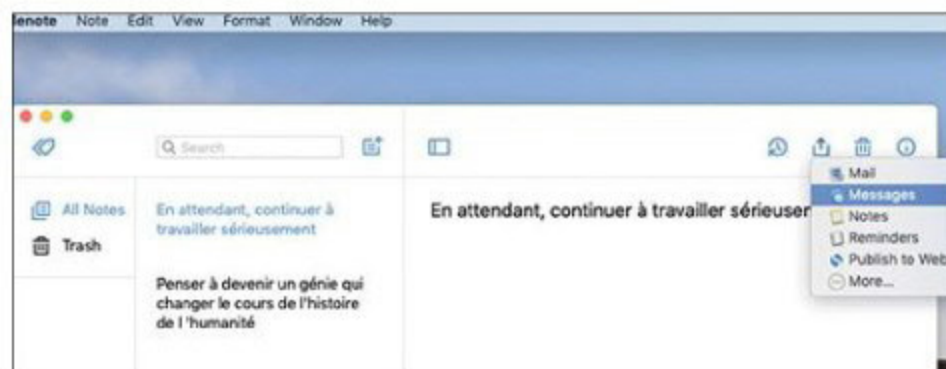 lenote Note Edit View Format Window Help
Search
All Notes
Trash
En attendant, continuer à
travailler sérieusement
Penser à devenir un génie qui
changer le cours de l'histoire
de l 'humanité
En attendant, continuer à travailler sérieuser
Mail
Messages
Notes
Reminders
Publish to Web
More...